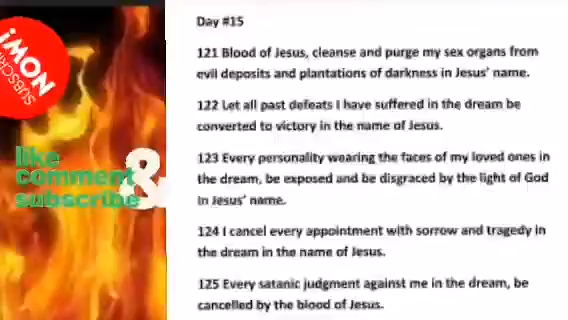 NOW!
SUBSCRI
like
comment &
subscribe
Day #15
121 Blood of Jesus, cleanse and purge my sex organs from
evil deposits and plantations of darkness in Jesus' name.
122 Let all past defeats I have suffered in the dream be
converted to victory in the name of Jesus.
123 Every personality wearing the faces of my loved ones in
the dream, be exposed and be disgraced by the light of God
in Jesus' name.
124 I cancel every appointment with sorrow and tragedy in
the dream in the name of Jesus.
125 Every satanic judgment against me in the dream, be
cancelled by the blood of Jesus.